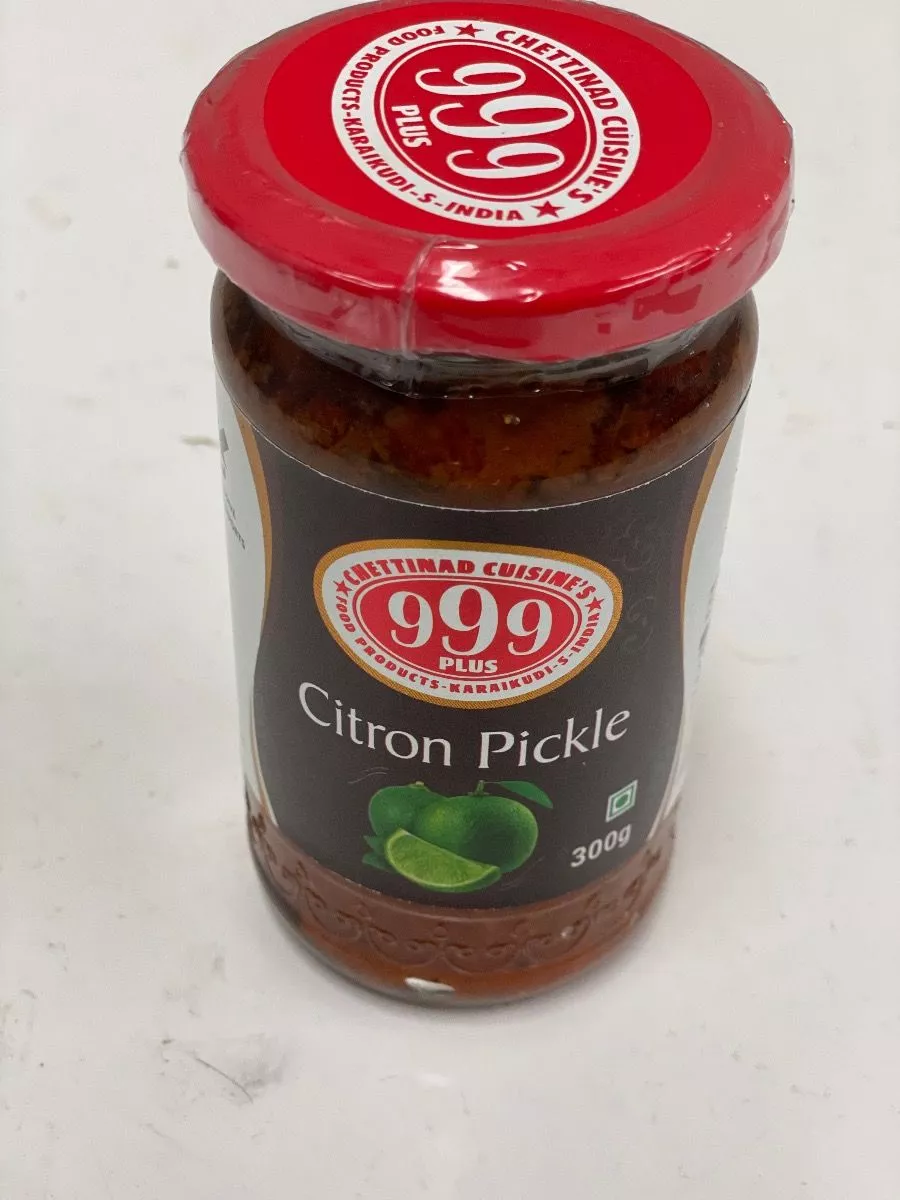 CHETTINAD CUISINE'S
999
PLUS
FOOD PRODUCTS-KARAIKUDI-S-INDIA
CHETTINAD CUISINE'S
999
PLUS
FOOD PRODUCTS-KARAIKUDI-S-INDIA
Citron Pickle
300g